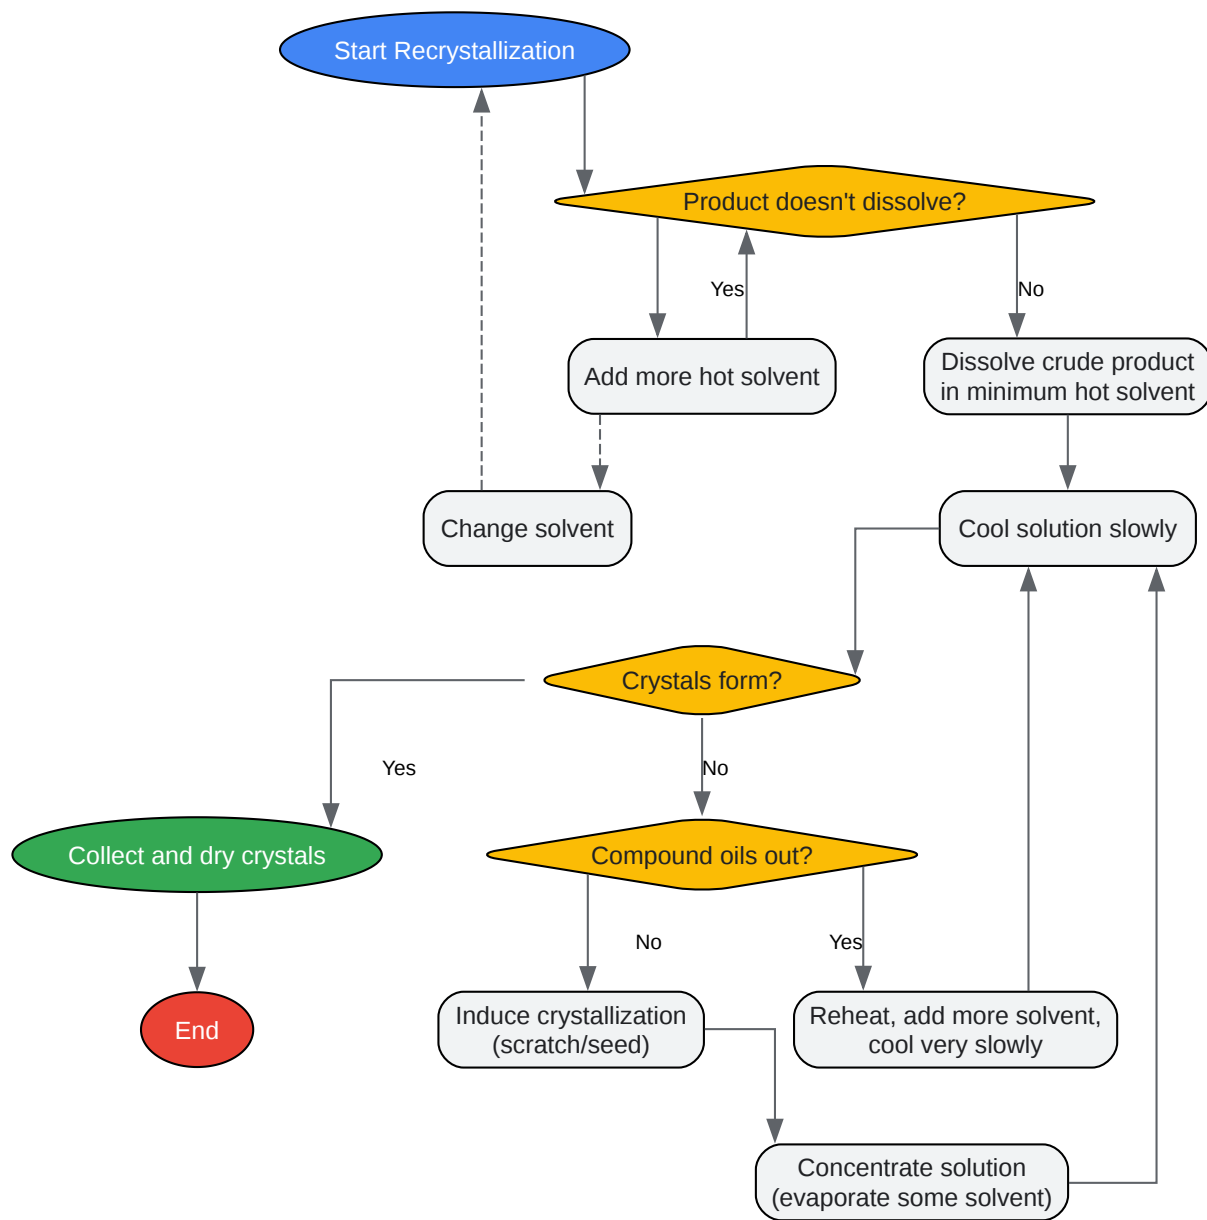 Start Recrystallization
Product doesn't dissolve?
Yes
No
Add more hot solvent
Dissolve crude product
in minimum hot solvent
Change solvent
Cool solution slowly
Crystals form?
Yes
No
Collect and dry crystals
Compound oils out?
No
Yes
End
Induce crystallization
(scratch/seed)
Reheat, add more solvent,
cool very slowly
Concentrate solution
(evaporate some solvent)